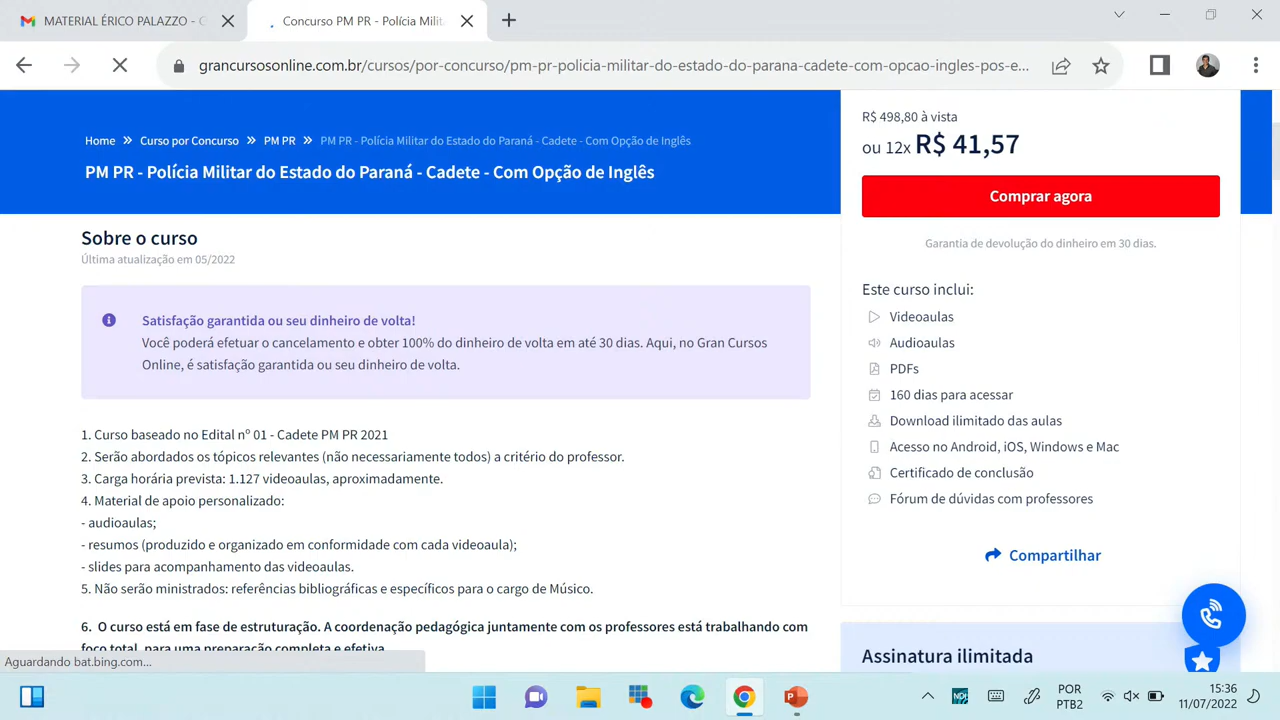 MATERIAL ÉRICO PALAZZO - C
Concurso PM PR - Polícia Milit
grancursosonline.com.br/cursos/por-concurso/pm-pr-policia-militar-do-estado-do-parana-cadete-com-opcao-ingles-pos-e...
Home » Curso por Concurso » PM PR » PM PR - Polícia Militar do Estado do Paraná - Cadete - Com Opção de Inglês
PM PR - Polícia Militar do Estado do Paraná - Cadete - Com Opção de Inglês
Sobre o curso
Última atualização em 05/2022
Satisfação garantida ou seu dinheiro de volta!
Você poderá efetuar o cancelamento e obter 100% do dinheiro de volta em até 30 dias. Aqui, no Gran Cursos
Online, é satisfação garantida ou seu dinheiro de volta.
1. Curso baseado no Edital nº 01 - Cadete PM PR 2021
2. Serão abordados os tópicos relevantes (não necessariamente todos) a critério do professor.
3. Carga horária prevista: 1.127 videoaulas, aproximadamente.
4. Material de apoio personalizado:
- audioaulas;
- resumos (produzido e organizado em conformidade com cada videoaula);
- slides para acompanhamento das videoaulas.
5. Não serão ministrados: referências bibliográficas e específicos para o cargo de Músico.
6. O curso está em fase de estruturação. A coordenação pedagógica juntamente com os professores está trabalhando com
foco total, para uma preparação completa e efetiva.
R$ 498,80 à vista
ou 12x R$ 41,57
Comprar agora
Garantia de devolução do dinheiro em 30 dias.
Este curso inclui:
Videoaulas
Audioaulas
PDFs
160 dias para acessar
Download ilimitado das aulas
Acesso no Android, iOS, Windows e Mac
Certificado de conclusão
Fórum de dúvidas com professores
Compartilhar
Assinatura ilimitada
Aguardando bat.bing.com...
POR
PTB2
15:36
11/07/2022